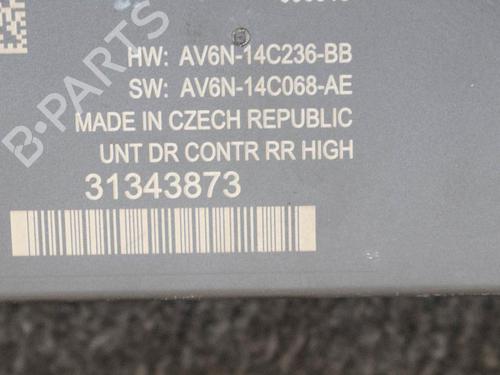 HW: AV6N-14C236-BB
SW: AV6N-14C068-AE
MADE IN CZECH REPUBLIC
UNT DR CONTR RR HIGH
31343873
B-PARTS